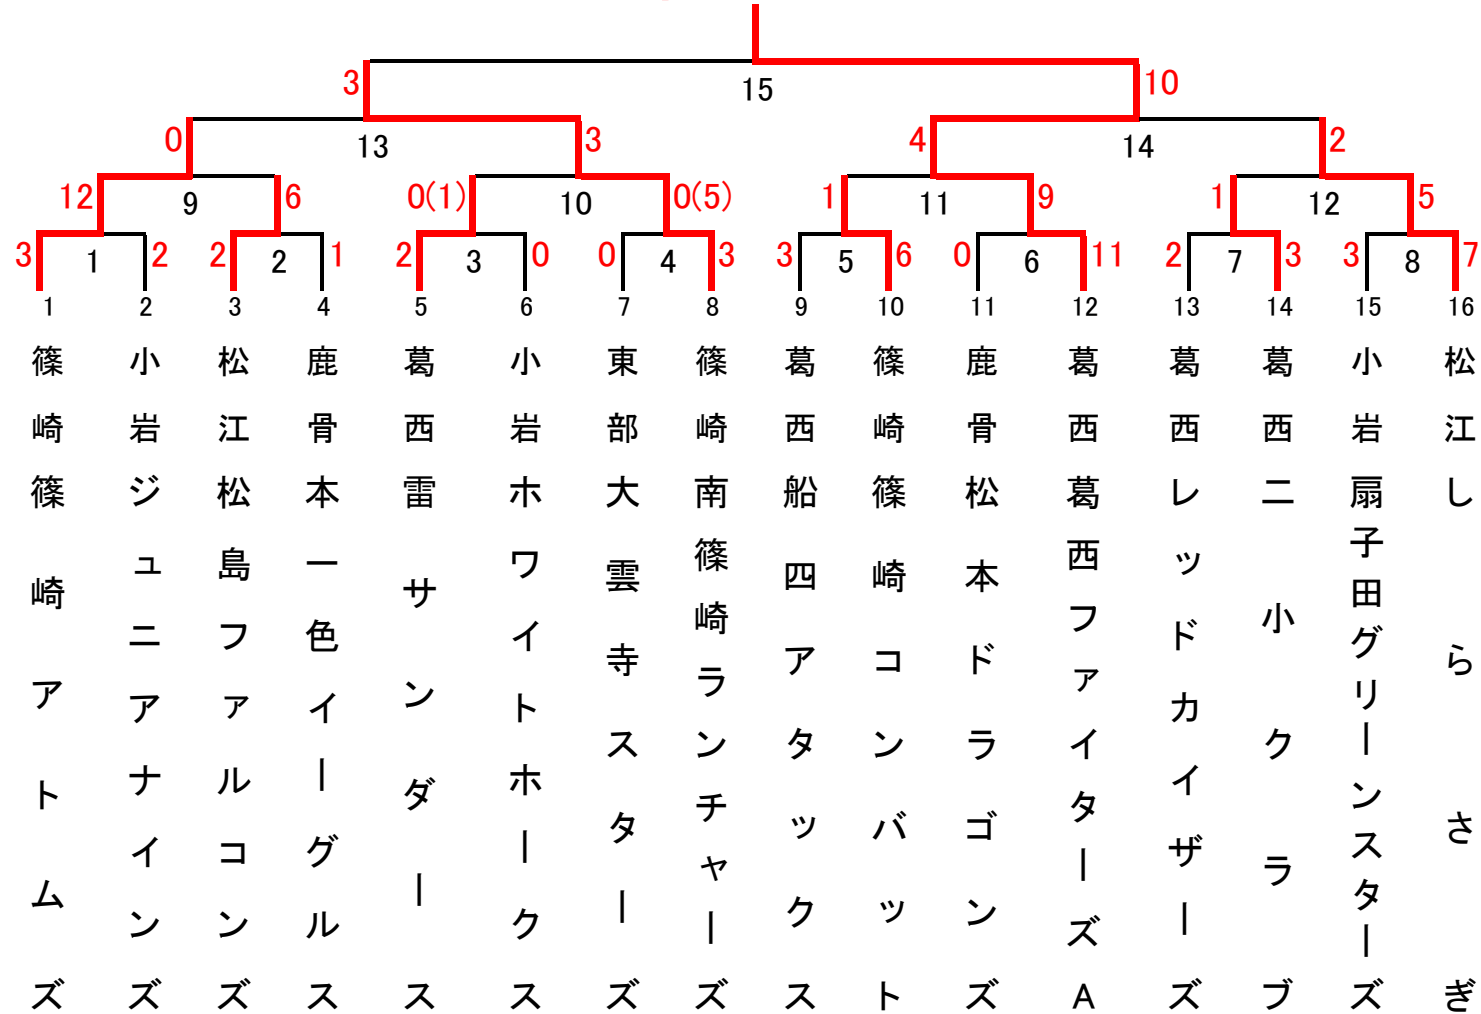 3 10
15
0 3 4 2
13 14
12 6 0(1) 0(5) 1 9 1 5
9 10 11 12
3 2 2 1 2 0 0 3 3 6 0 11 2 3 3 7
1 2 3 4 5 6 7 8
1 2 3 4 5 6 7 8 9 10 11 12 13 14 15 16
篠崎 篠崎アトムズ
小岩 ジュニアナインズ
松江 松島ファルコンズ
鹿骨 本一色イーグルス
葛西 雷サンダース
小岩 ホワイトホークス
東部 大雲寺スターズ
篠崎 南篠崎ランチャーズ
葛西 船四アタックス
篠崎 篠崎コンバット
鹿骨 松本ドラゴンズ
葛西 葛西ファイターズA
葛西 レッドカイザーズ
葛西 二小クラブ
小岩 扇子田グリーンスターズ
松江 しらさぎ